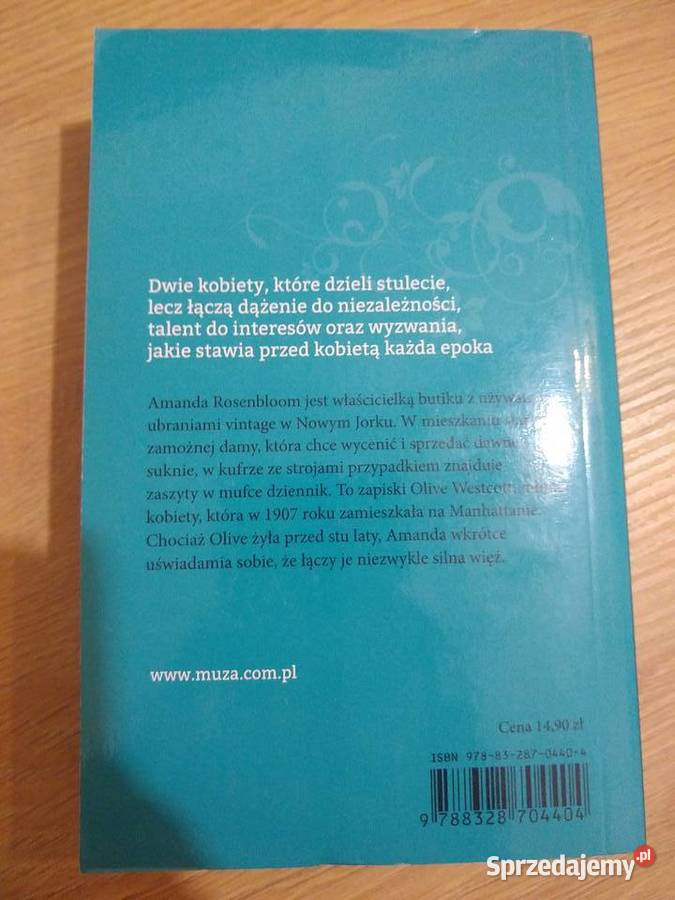 Dwie kobiety, które dzieli stulecie,
lecz łączą dążenie do niezależności,
talent do interesów oraz wyzwania,
jakie stawia przed kobietą każda epoka
Amanda Rosenbloom jest właścicielką butiku z
ubraniami vintage w Nowym Jorku. W mieszkaniu
zamożnej damy, która chce wycenić i sprzedać dawne
suknie, w kufrze ze strojami przypadkiem znajduje
zaszyty w mufce dziennik. To zapiski Olive Westcott,
kobiety, która w 1907 roku zamieszkała na Manhattanie.
Chociaż Olive żyła przed stu laty, Amanda wkrótce
uświadamia sobie, że łączy je niezwykle silna więź.
www.muza.com.pl
Cena 14,90 zł
ISBN 978-83-287-0440-4
9 788328 704404
Sprzedajemy.pl